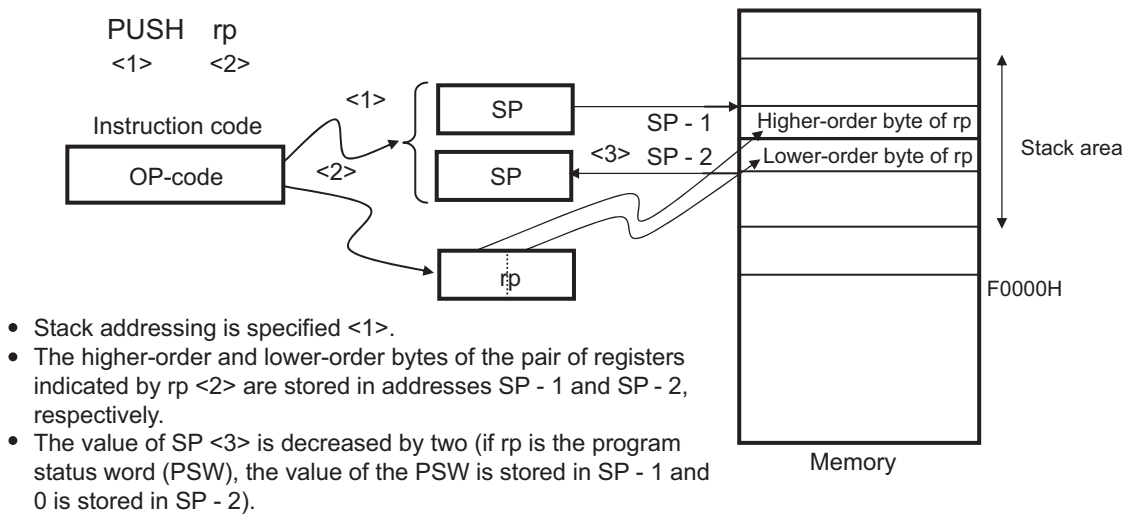 PUSH rp
<1> <2>
Instruction code
OP-code
<1>
<2>
SP
SP
rp
SP - 1
<3> SP - 2
Higher-order byte of rp
Lower-order byte of rp
Stack area
F0000H
Memory
• Stack addressing is specified <1>.
• The higher-order and lower-order bytes of the pair of registers
indicated by rp <2> are stored in addresses SP - 1 and SP - 2,
respectively.
• The value of SP <3> is decreased by two (if rp is the program
status word (PSW), the value of the PSW is stored in SP - 1 and
0 is stored in SP - 2).